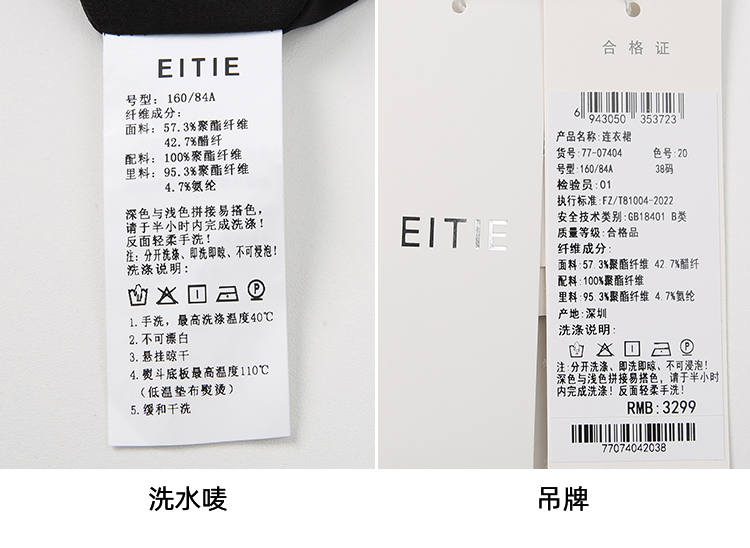 EITIE
号型：160/84A
纤维成分：
面料：57.3%聚酯纤维
42.7%醋纤
配料：100%聚酯纤维
里料：95.3%聚酯纤维
4.7%氨纶
深色与浅色拼接易搭色，
请于半小时内完成洗涤！
反面轻柔手洗！
注：分开洗涤、即洗即晾、不可浸泡！
洗涤说明：
P
1.手洗，最高洗涤温度40℃
2.不可漂白
3.悬挂晾干
4.熨斗底板最高温度110℃
（低温垫布熨烫）
5.缓和干洗
洗水唛
EITIE
合格证
6 943050 353723
产品名称：连衣裙
货号：77-07404 色号：20
号型：160/84A 38码
检验员：01
执行标准：FZ/T81004-2022
安全技术类别：GB18401 B类
质量等级：合格品
纤维成分：
面料：57.3%聚酯纤维 42.7%醋纤
配料：100%聚酯纤维
里料：95.3%聚酯纤维 4.7%氨纶
产地：深圳
洗涤说明：
P
注：分开洗涤、即洗即晾、不可浸泡！
深色与浅色拼接易搭色，请于半小时
内完成洗涤！反面轻柔手洗！
RMB：3299
77074042038
吊牌